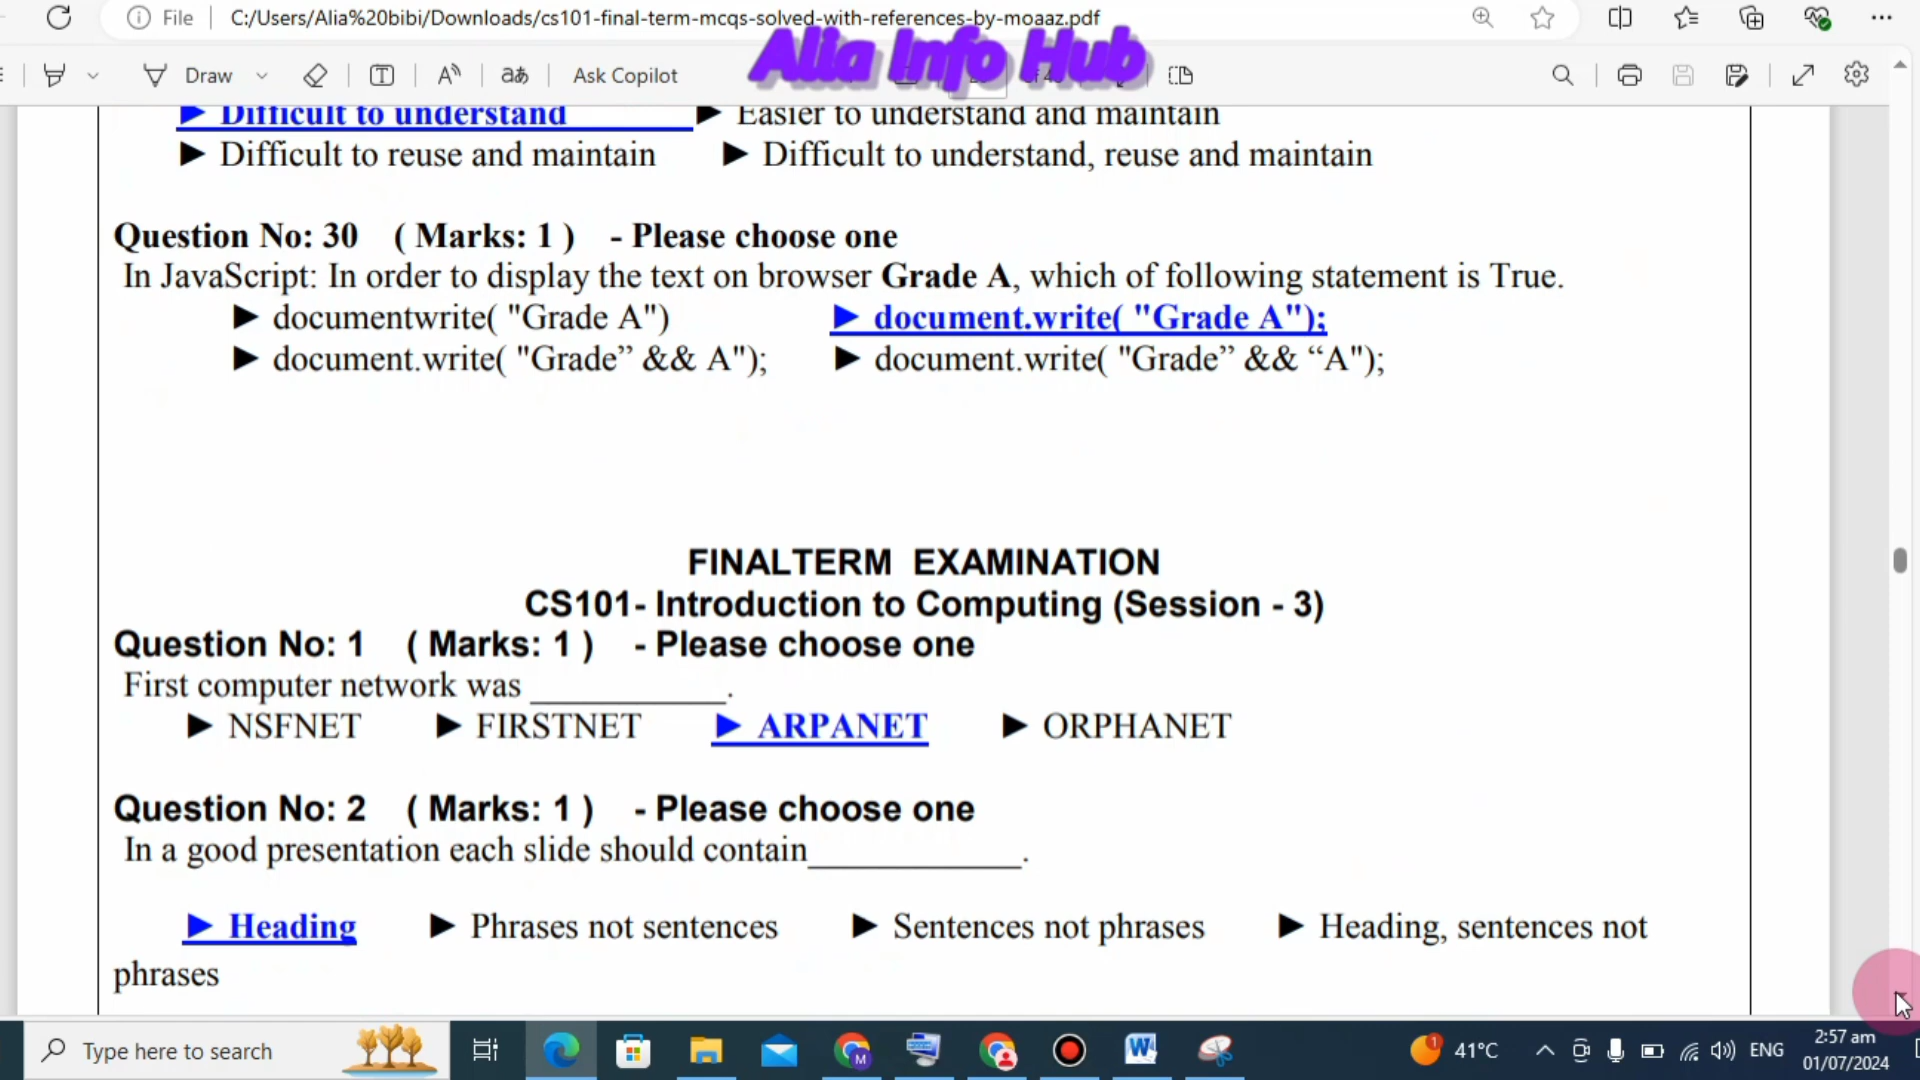 File C:/Users/Alia%20bibi/Downloads/cs101-final-term-mcqs-solved-with-references-by-moaaz.pdf
Alia Info Hub
Draw aあ Ask Copilot
► Difficult to understand ► Easier to understand and maintain
► Difficult to reuse and maintain ► Difficult to understand, reuse and maintain
Question No: 30 ( Marks: 1 ) - Please choose one
In JavaScript: In order to display the text on browser Grade A, which of following statement is True.
► documentwrite( "Grade A") ► document.write( "Grade A");
► document.write( "Grade” && A"); ► document.write( "Grade” && “A");
FINALTERM EXAMINATION
CS101- Introduction to Computing (Session - 3)
Question No: 1 ( Marks: 1 ) - Please choose one
First computer network was ___________.
► NSFNET ► FIRSTNET ► ARPANET ► ORPHANET
Question No: 2 ( Marks: 1 ) - Please choose one
In a good presentation each slide should contain____________.
► Heading ► Phrases not sentences ► Sentences not phrases ► Heading, sentences not
phrases
Type here to search
1 41°C ENG
2:57 am
01/07/2024